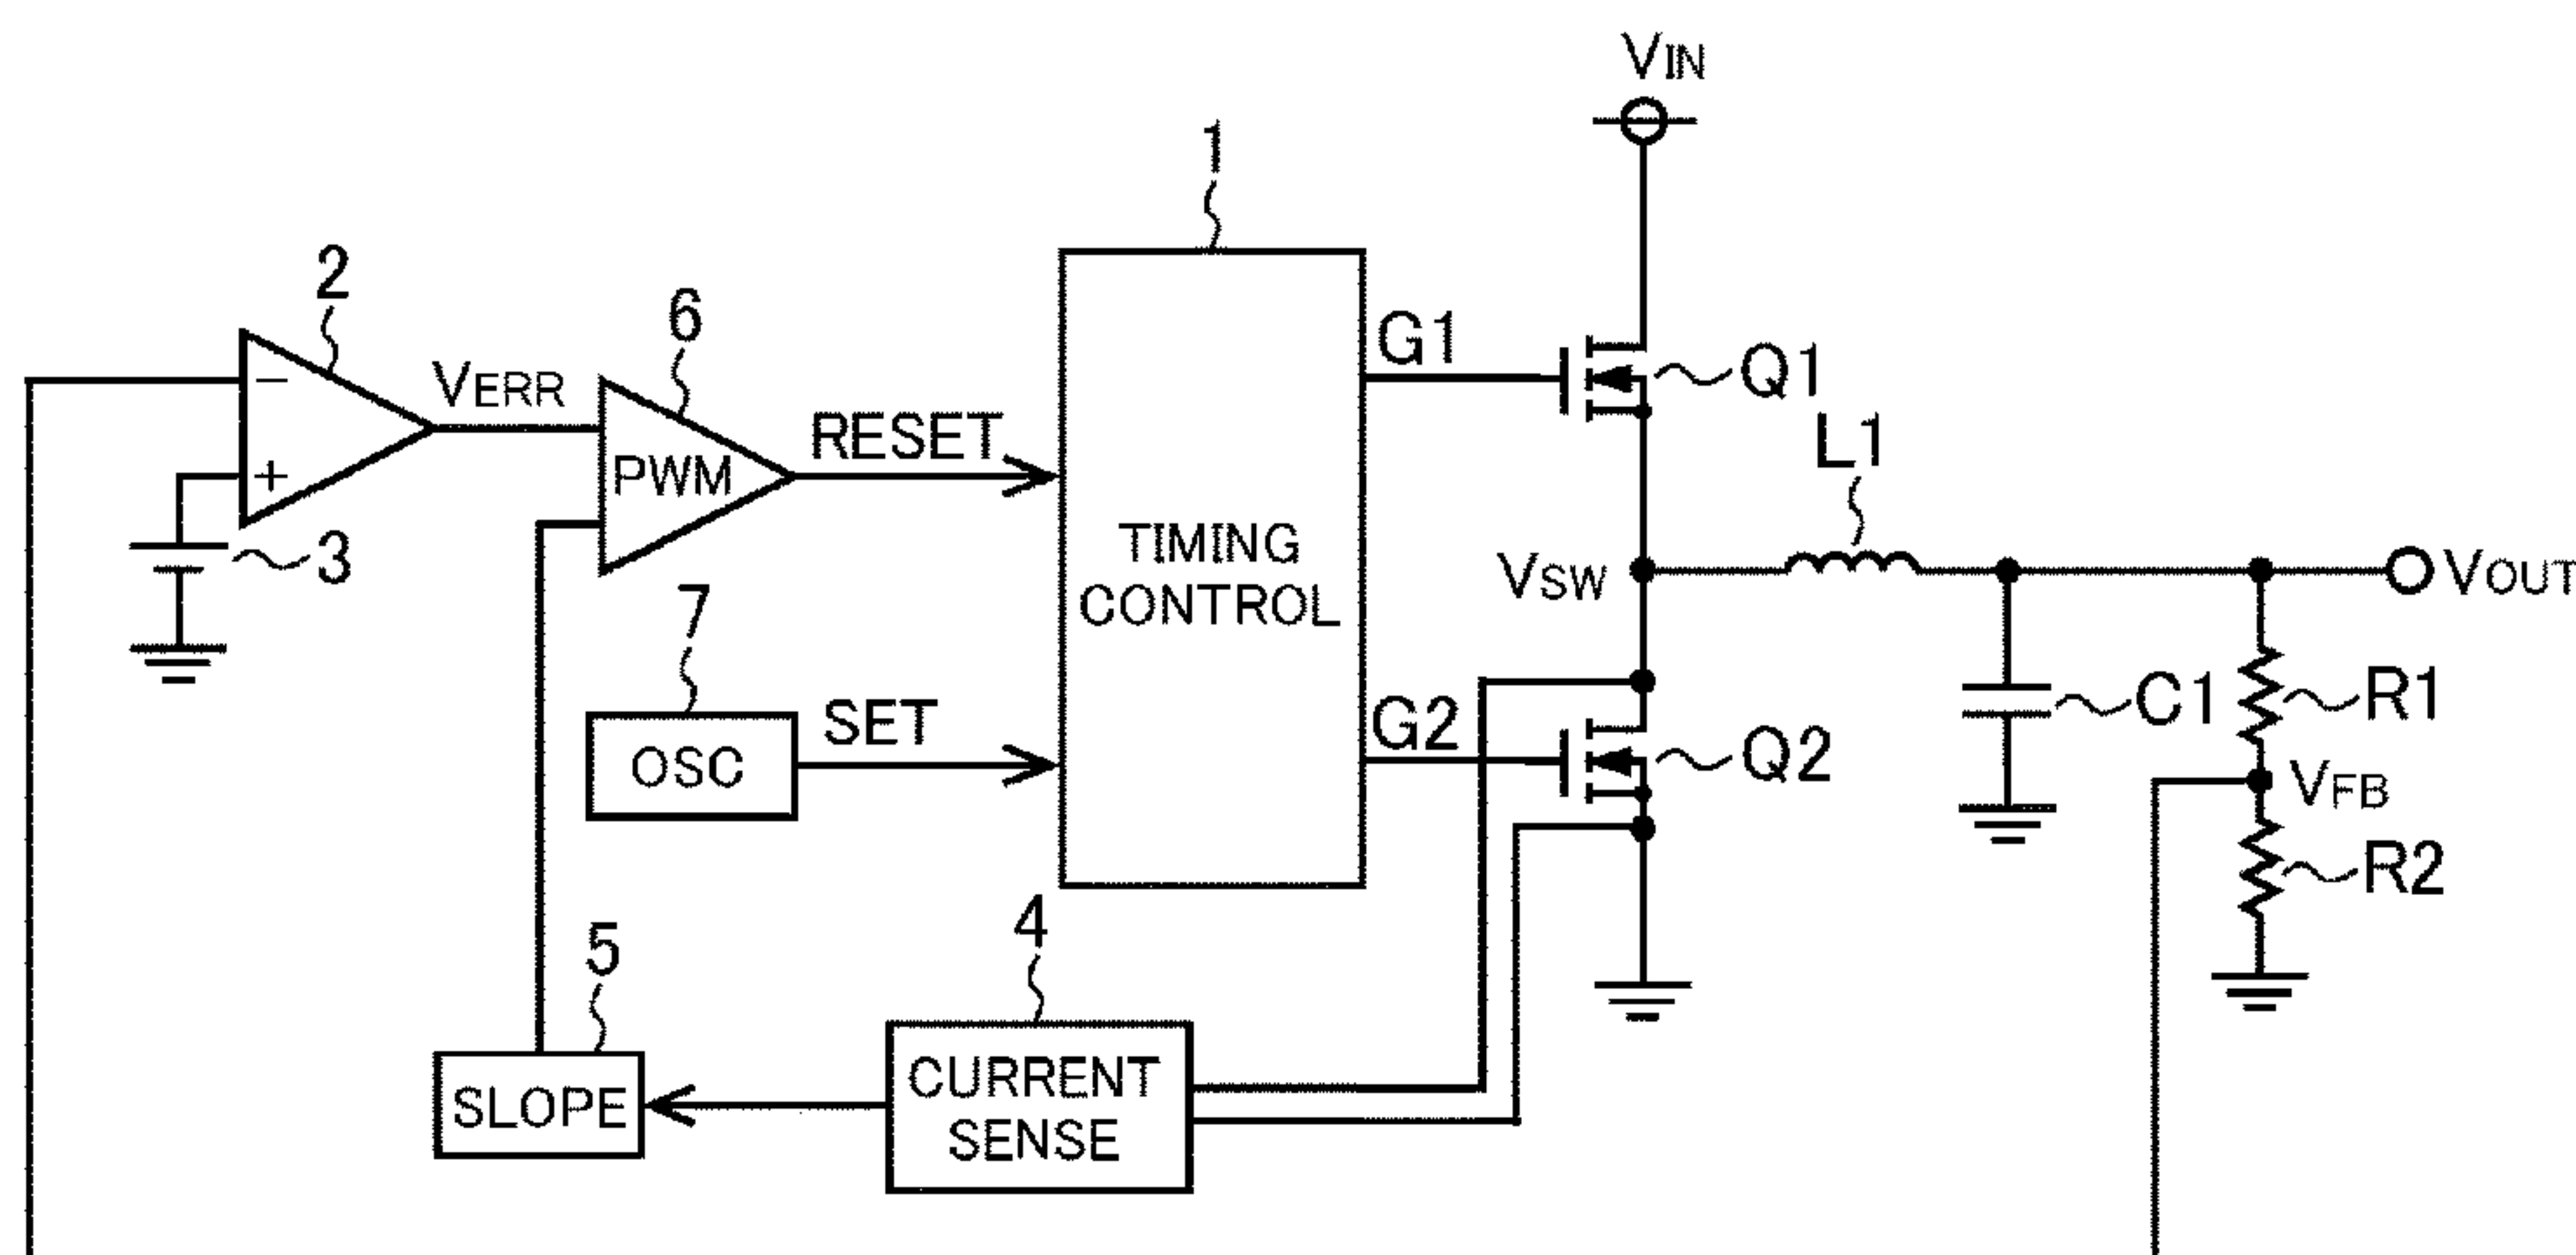 VIN
1
2
6
G1
Q1
VERR
L1
RESET
−
+
PWM
3
TIMING
CONTROL
VSW
VOUT
7
SET
G2
Q2
C1
R1
OSC
VFB
R2
5
4
SLOPE
CURRENT
SENSE